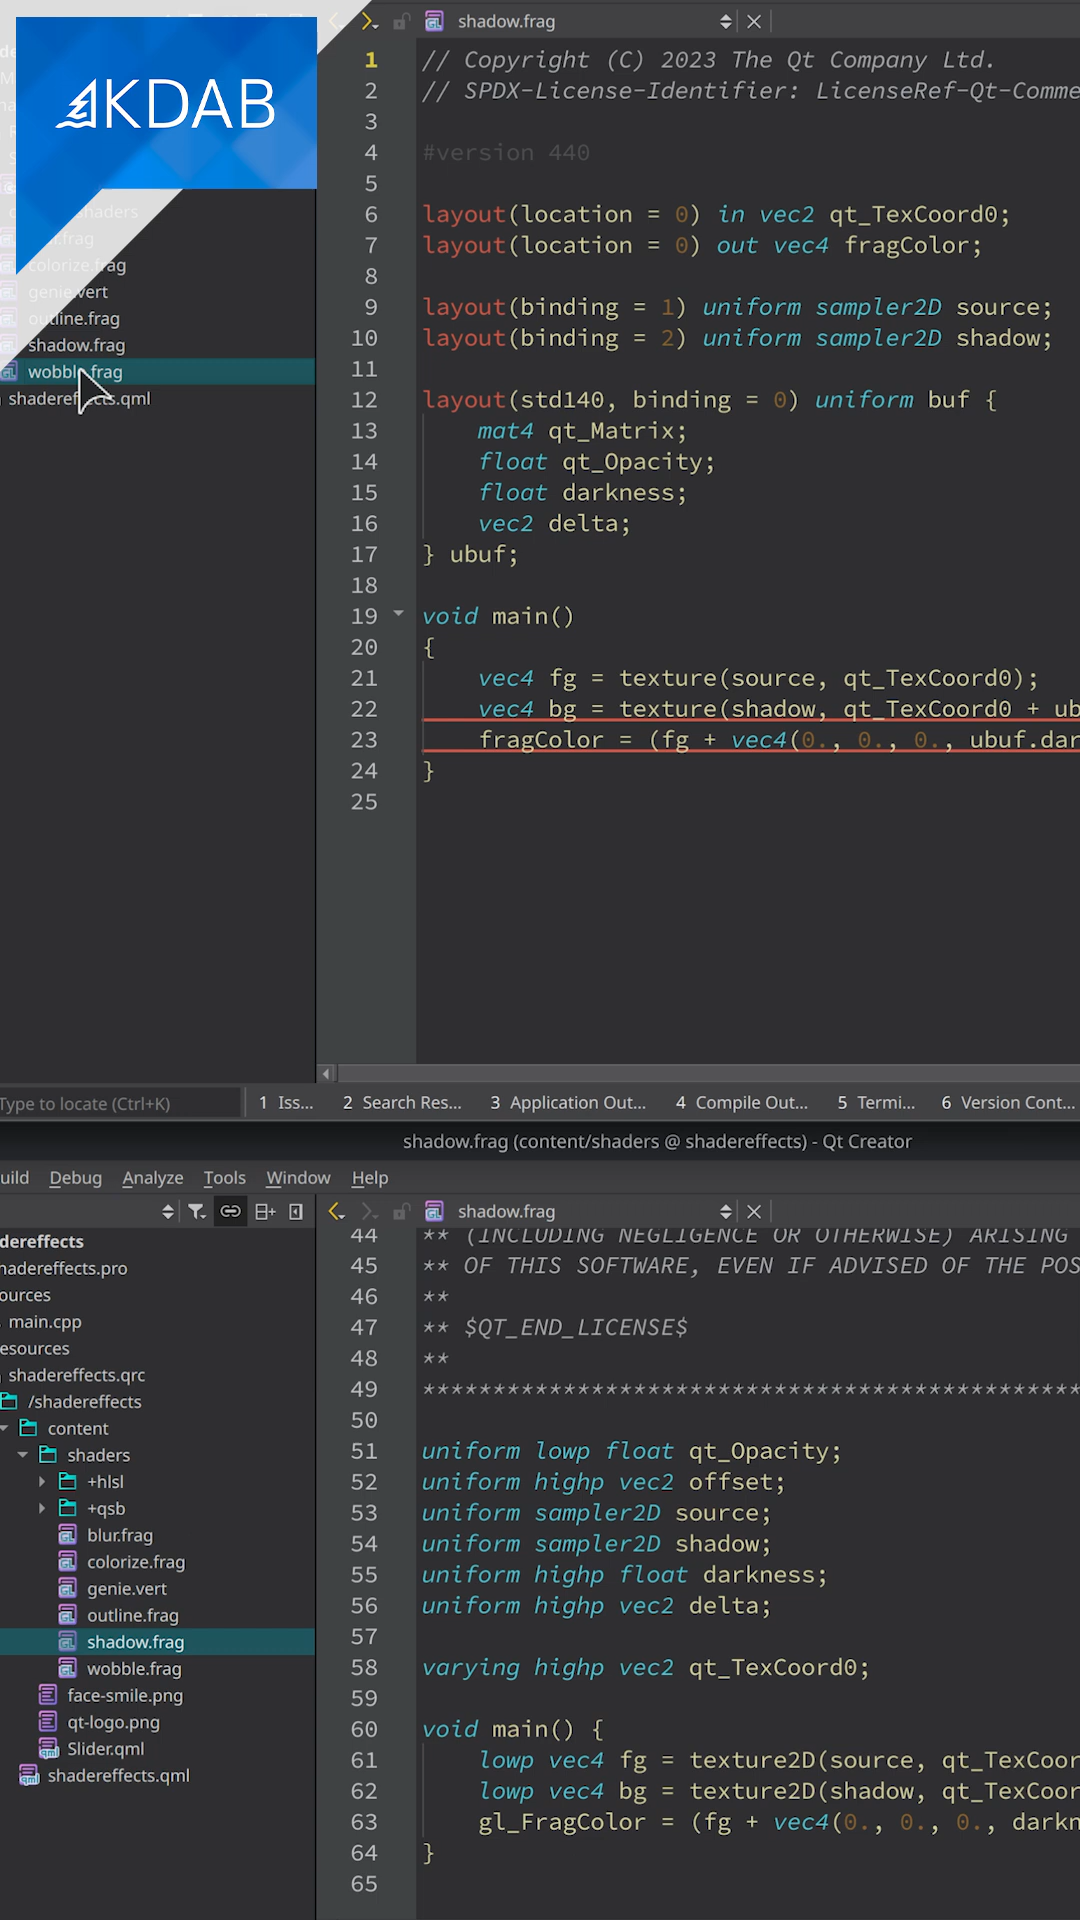 KDAB
shaders
.frag
colorize.frag
genie.vert
outline.frag
shadow.frag
wobble.frag
shadereffects.qml
shadow.frag
1 // Copyright (C) 2023 The Qt Company Ltd.
2 // SPDX-License-Identifier: LicenseRef-Qt-Comme
3
4 #version 440
5
6 layout(location = 0) in vec2 qt_TexCoord0;
7 layout(location = 0) out vec4 fragColor;
8
9 layout(binding = 1) uniform sampler2D source;
10 layout(binding = 2) uniform sampler2D shadow;
11
12 layout(std140, binding = 0) uniform buf {
13 mat4 qt_Matrix;
14 float qt_Opacity;
15 float darkness;
16 vec2 delta;
17 } ubuf;
18
19 void main()
20 {
21 vec4 fg = texture(source, qt_TexCoord0);
22 vec4 bg = texture(shadow, qt_TexCoord0 + ub
23 fragColor = (fg + vec4(0., 0., 0., ubuf.dar
24 }
25
Type to locate (Ctrl+K) 1 Iss... 2 Search Res... 3 Application Out... 4 Compile Out... 5 Termi... 6 Version Cont...
shadow.frag (content/shaders @ shadereffects) - Qt Creator
uild Debug Analyze Tools Window Help
dereffects
hadereffects.pro
ources
main.cpp
esources
shadereffects.qrc
/shadereffects
content
shaders
+hlsl
+qsb
blur.frag
colorize.frag
genie.vert
outline.frag
shadow.frag
wobble.frag
face-smile.png
qt-logo.png
Slider.qml
shadereffects.qml
shadow.frag
44 ** (INCLUDING NEGLIGENCE OR OTHERWISE) ARISING
45 ** OF THIS SOFTWARE, EVEN IF ADVISED OF THE POS
46 **
47 ** $QT_END_LICENSE$
48 **
49 ***********************************************
50
51 uniform lowp float qt_Opacity;
52 uniform highp vec2 offset;
53 uniform sampler2D source;
54 uniform sampler2D shadow;
55 uniform highp float darkness;
56 uniform highp vec2 delta;
57
58 varying highp vec2 qt_TexCoord0;
59
60 void main() {
61 lowp vec4 fg = texture2D(source, qt_TexCoor
62 lowp vec4 bg = texture2D(shadow, qt_TexCoor
63 gl_FragColor = (fg + vec4(0., 0., 0., darkn
64 }
65